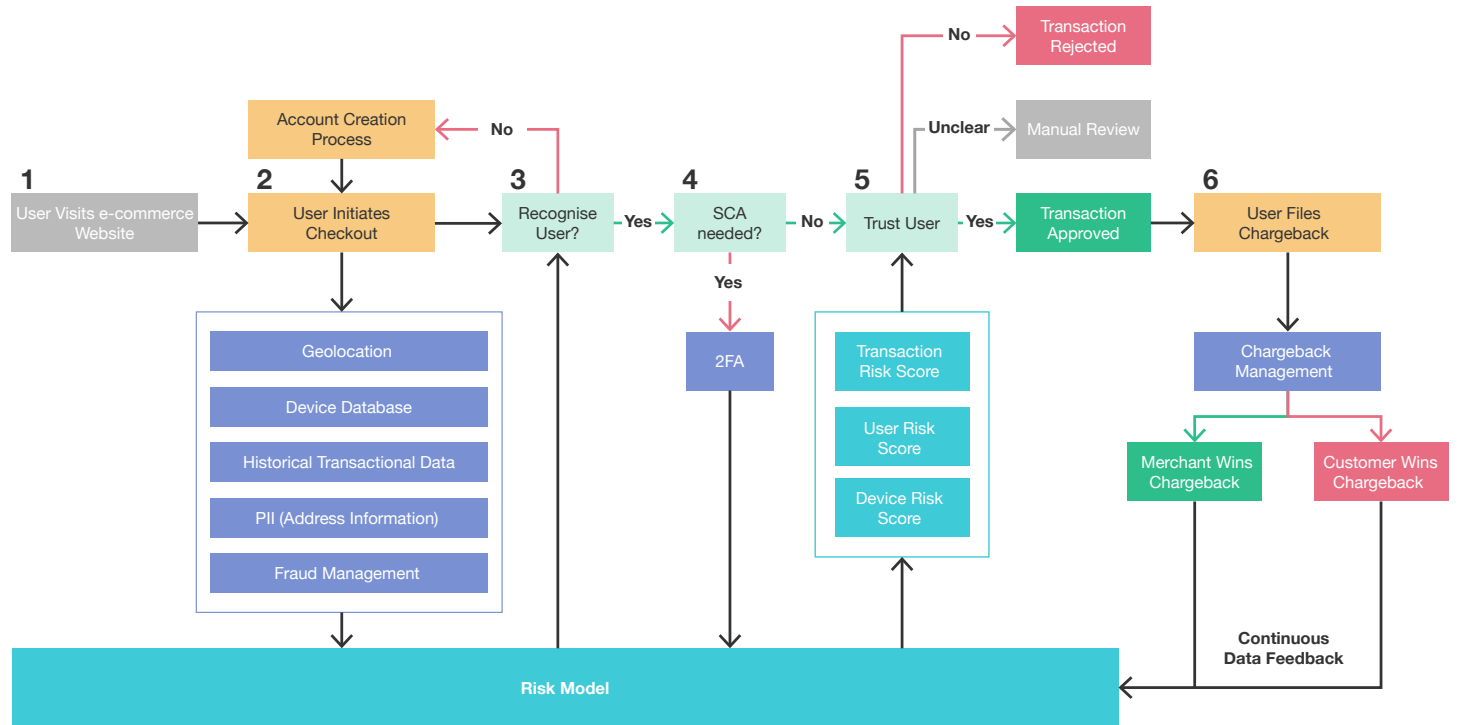 No
Transaction
Rejected
Account Creation
Process
No
Unclear
Manual Review
1
User Visits e-commerce
Website
2
User Initiates
Checkout
3
Recognise
User?
Yes
4
SCA
needed?
No
5
Trust User
Yes
Transaction
Approved
6
User Files
Chargeback
Yes
Geolocation
Device Database
Historical Transactional Data
PII (Address Information)
Fraud Management
2FA
Transaction
Risk Score
User Risk
Score
Device Risk
Score
Chargeback
Management
Merchant Wins
Chargeback
Customer Wins
Chargeback
Continuous
Data Feedback
Risk Model